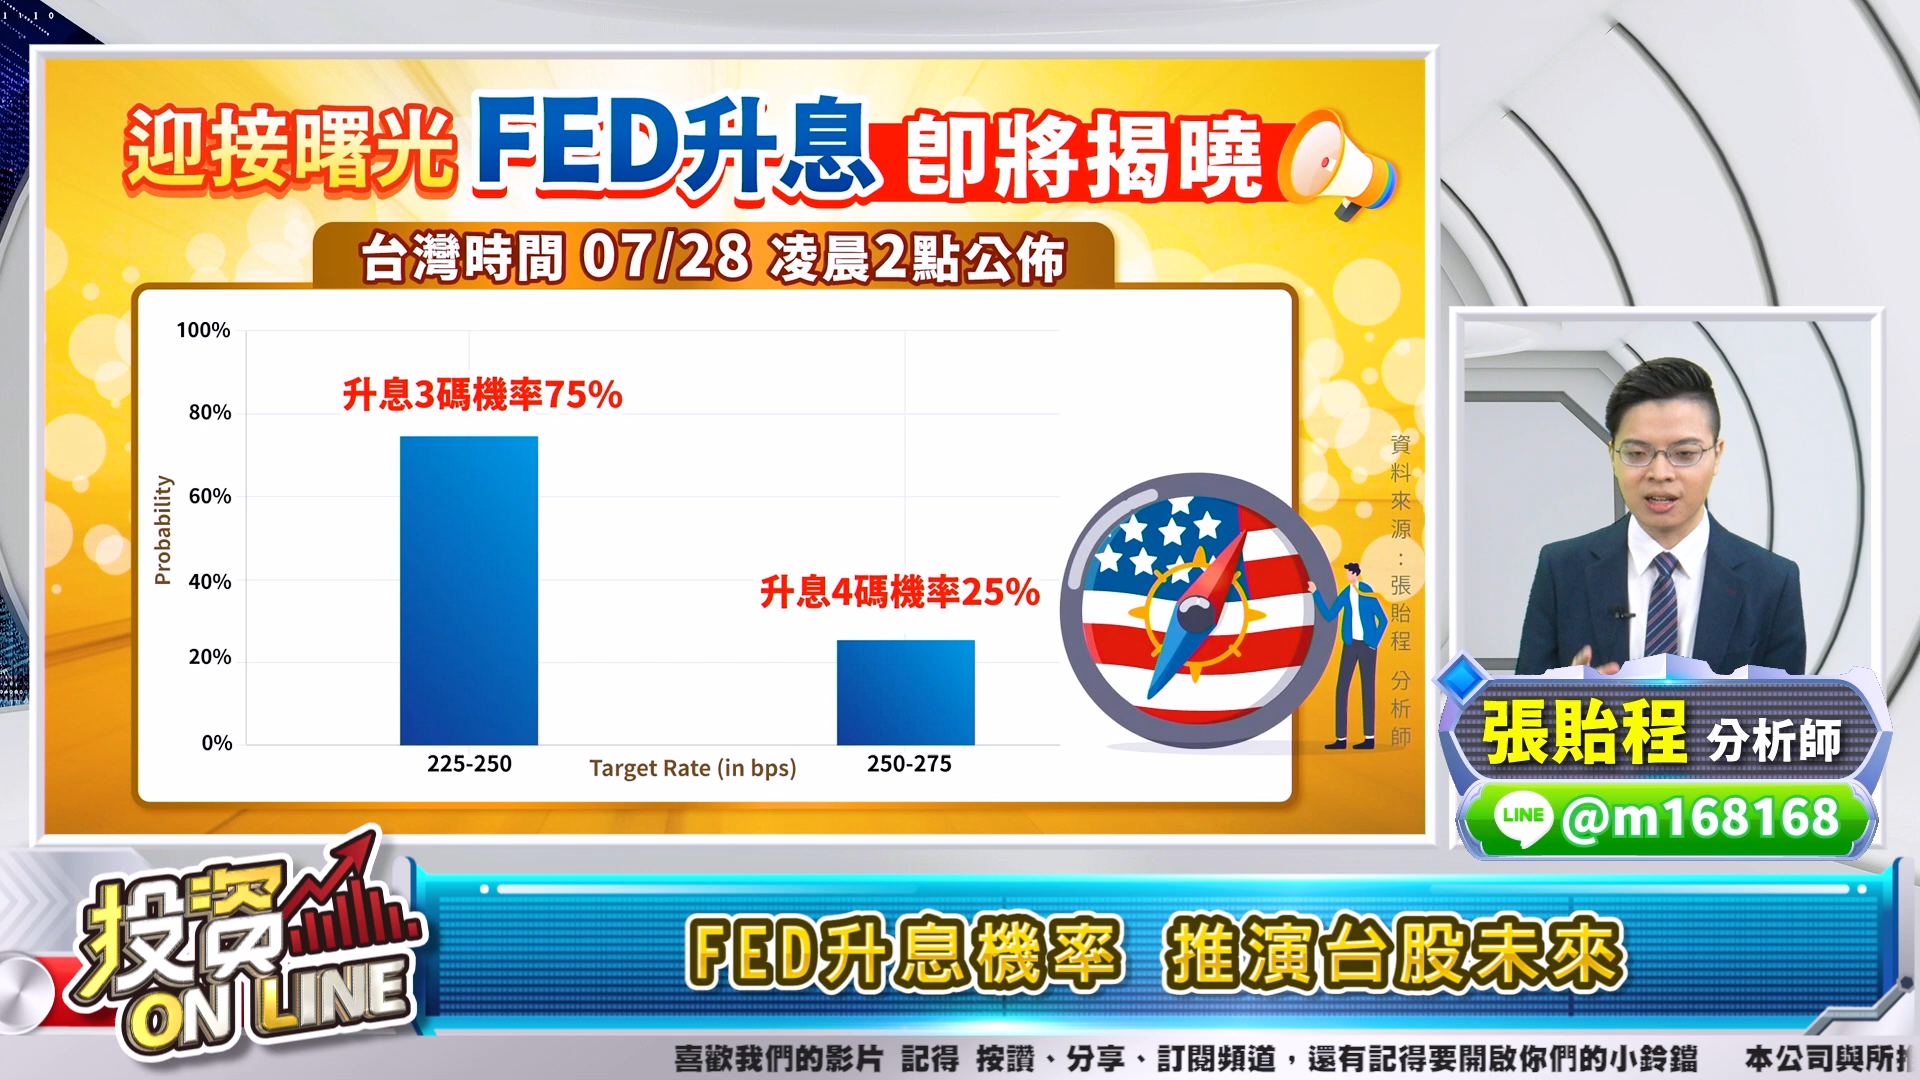 迎接曙光 FED升息 即將揭曉
台灣時間 07/28 凌晨2點公佈
100%
80%
60%
40%
20%
0%
Probability
升息3碼機率75%
升息4碼機率25%
225-250
Target Rate (in bps)
250-275
資料來源：張貽程 分析師
張貽程 分析師
LINE @m168168
投資
ON LINE
FED升息機率 推演台股未來
喜歡我們的影片 記得 按讚、分享、訂閱頻道，還有記得要開啟你們的小鈴鐺 本公司與所